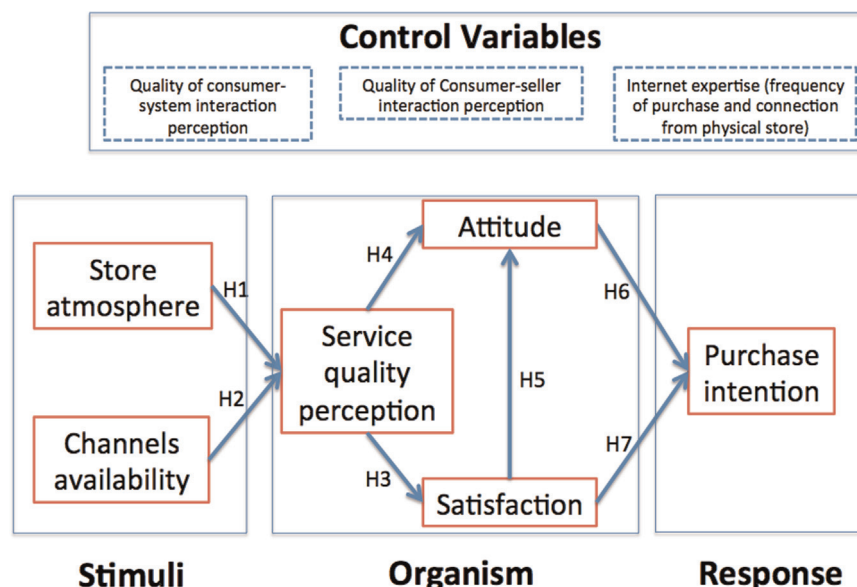 Control Variables
Quality of consumer-
system interaction
perception
Quality of Consumer-seller
interaction perception
Internet expertise (frequency
of purchase and connection
from physical store)
Store
atmosphere
H1
H2
Channels
availability
Attitude
H4
Service
quality
perception
H5
H3
Satisfaction
H6
H7
Purchase
intention
Stimuli
Organism
Response